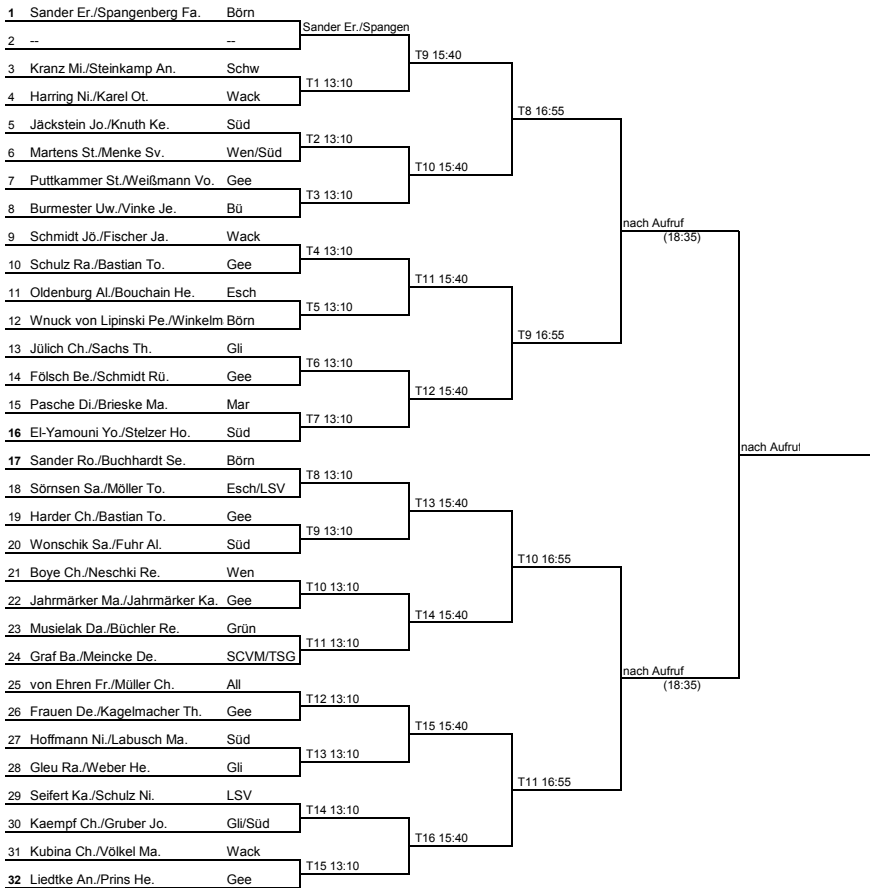 1 Sander Er./Spangenberg Fa. Börn
Sander Er./Spangen
2 -- --
T9 15:40
3 Kranz Mi./Steinkamp An. Schw
T1 13:10
4 Harring Ni./Karel Ot. Wack
T8 16:55
5 Jäckstein Jo./Knuth Ke. Süd
T2 13:10
6 Martens St./Menke Sv. Wen/Süd
T10 15:40
7 Puttkammer St./Weißmann Vo. Gee
T3 13:10
8 Burmester Uw./Vinke Je. Bü
nach Aufruf
(18:35)
9 Schmidt Jö./Fischer Ja. Wack
T4 13:10
10 Schulz Ra./Bastian To. Gee
T11 15:40
11 Oldenburg Al./Bouchain He. Esch
T5 13:10
12 Wnuck von Lipinski Pe./Winkelm Börn
T9 16:55
13 Jülich Ch./Sachs Th. Gli
T6 13:10
14 Fölsch Be./Schmidt Rü. Gee
T12 15:40
15 Pasche Di./Brieske Ma. Mar
T7 13:10
16 El-Yamouni Yo./Stelzer Ho. Süd
nach Aufruf
17 Sander Ro./Buchhardt Se. Börn
T8 13:10
18 Sörnsen Sa./Möller To. Esch/LSV
T13 15:40
19 Harder Ch./Bastian To. Gee
T9 13:10
20 Wonschik Sa./Fuhr Al. Süd
T10 16:55
21 Boye Ch./Neschki Re. Wen
T10 13:10
22 Jahrmärker Ma./Jahrmärker Ka. Gee
T14 15:40
23 Musielak Da./Büchler Re. Grün
T11 13:10
24 Graf Ba./Meincke De. SCVM/TSG
nach Aufruf
(18:35)
25 von Ehren Fr./Müller Ch. All
T12 13:10
26 Frauen De./Kagelmacher Th. Gee
T15 15:40
27 Hoffmann Ni./Labusch Ma. Süd
T13 13:10
28 Gleu Ra./Weber He. Gli
T11 16:55
29 Seifert Ka./Schulz Ni. LSV
T14 13:10
30 Kaempf Ch./Gruber Jo. Gli/Süd
T16 15:40
31 Kubina Ch./Völkel Ma. Wack
T15 13:10
32 Liedtke An./Prins He. Gee